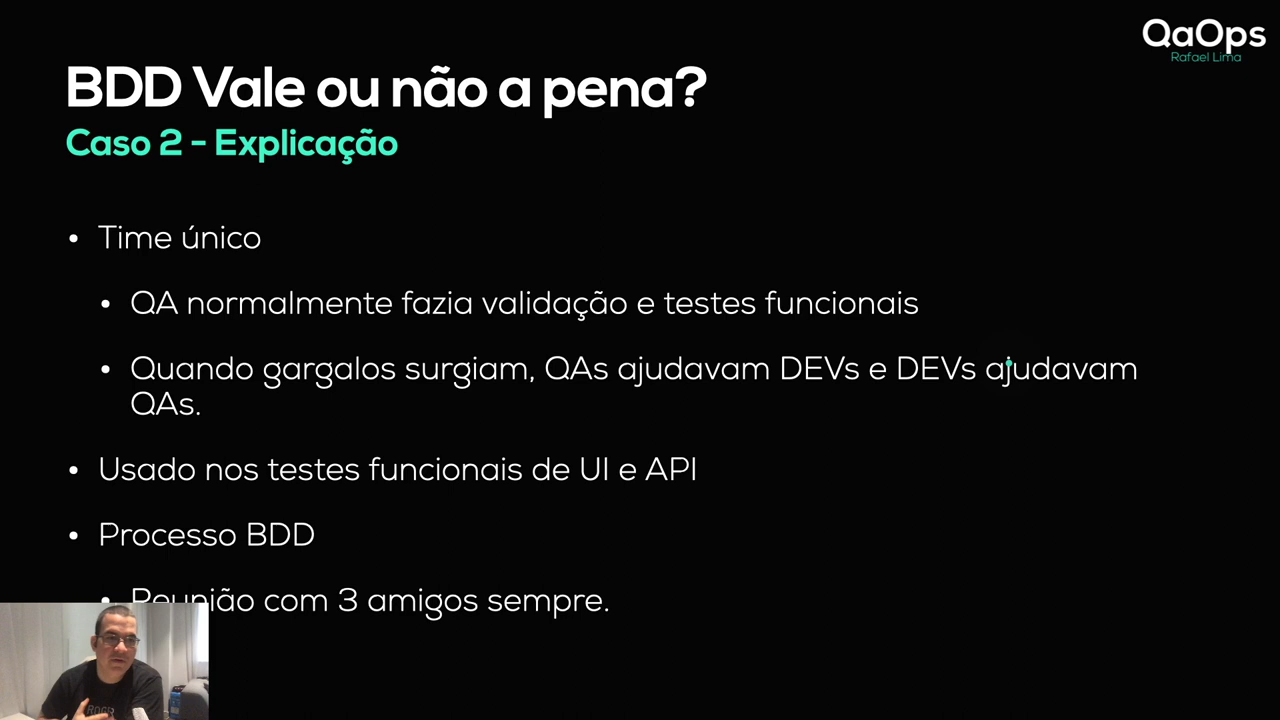 QaOps
Rafael Lima
BDD Vale ou não a pena?
Caso 2 - Explicação
• Time único
• QA normalmente fazia validação e testes funcionais
• Quando gargalos surgiam, QAs ajudavam DEVs e DEVs ajudavam
QAs.
• Usado nos testes funcionais de UI e API
• Processo BDD
• Reunião com 3 amigos sempre.